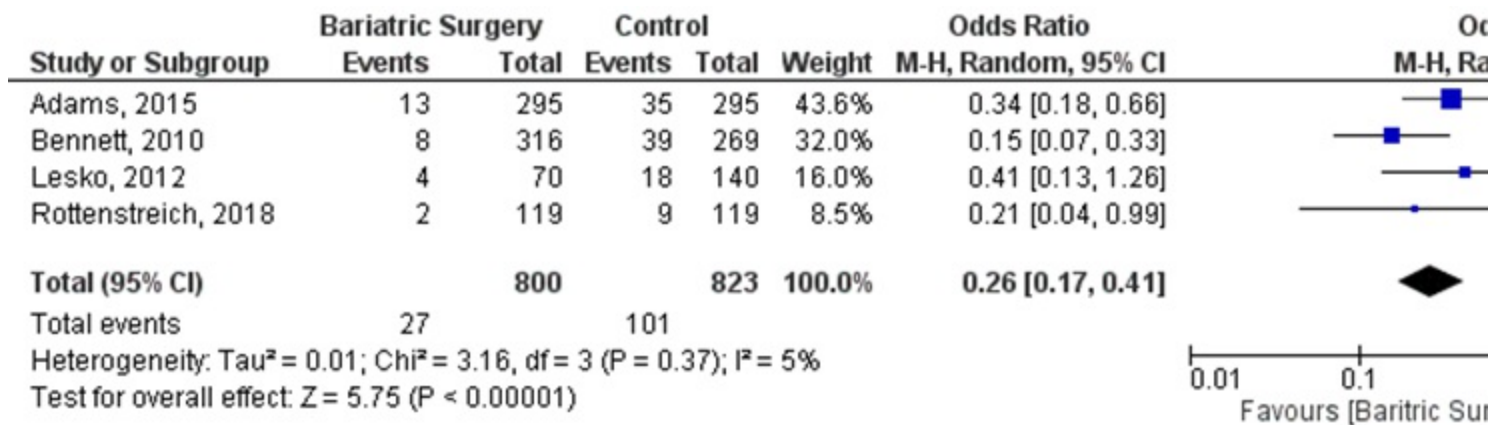 Bariatric Surgery Control Odds Ratio Od
Study or Subgroup Events Total Events Total Weight M-H, Random, 95% CI M-H, Ra
Adams, 2015 13 295 35 295 43.6% 0.34 [0.18, 0.66]
Bennett, 2010 8 316 39 269 32.0% 0.15 [0.07, 0.33]
Lesko, 2012 4 70 18 140 16.0% 0.41 [0.13, 1.26]
Rottenstreich, 2018 2 119 9 119 8.5% 0.21 [0.04, 0.99]
Total (95% CI) 800 823 100.0% 0.26 [0.17, 0.41]
Total events 27 101
Heterogeneity: Tau² = 0.01; Chi² = 3.16, df = 3 (P = 0.37); I² = 5%
Test for overall effect: Z = 5.75 (P < 0.00001)
0.01 0.1
Favours [Baritric Sur